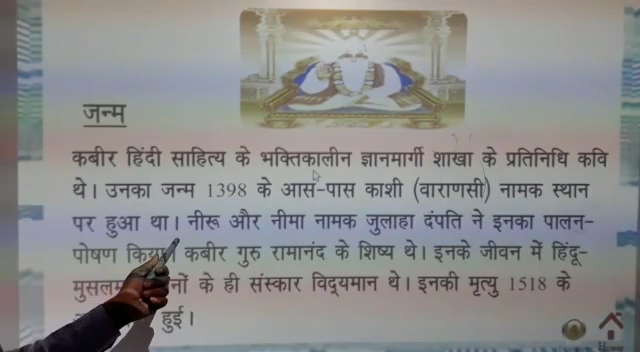 जन्म
कबीर हिंदी साहित्य के भक्तिकालीन ज्ञानमार्गी शाखा के प्रतिनिधि कवि
थे। उनका जन्म 1398 के आस-पास काशी (वाराणसी) नामक स्थान
पर हुआ था। नीरू और नीमा नामक जुलाहा दंपति ने इनका पालन-
पोषण कबीर गुरु रामानंद के शिष्य थे। इनके जीवन में हिंदू-
के ही संस्कार विद्यमान थे। इनकी मृत्यु 1518 के
हुई।